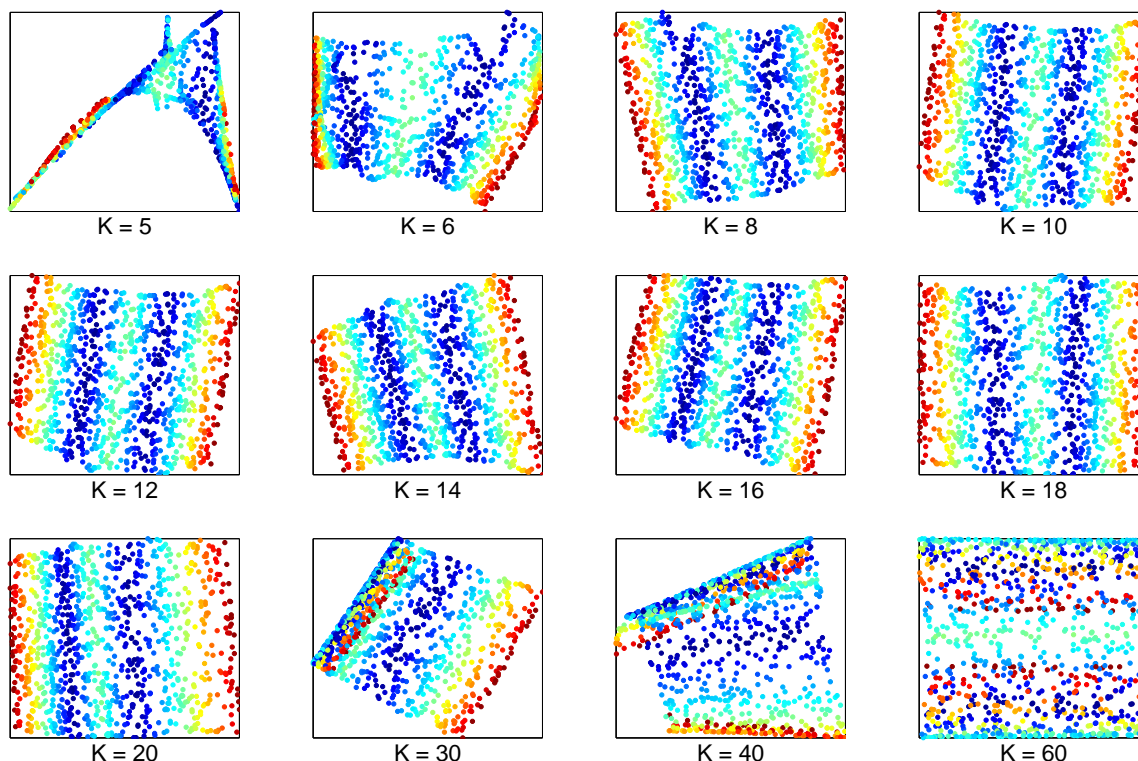 K = 5
K = 6
K = 8
K = 10
K = 12
K = 14
K = 16
K = 18
K = 20
K = 30
K = 40
K = 60